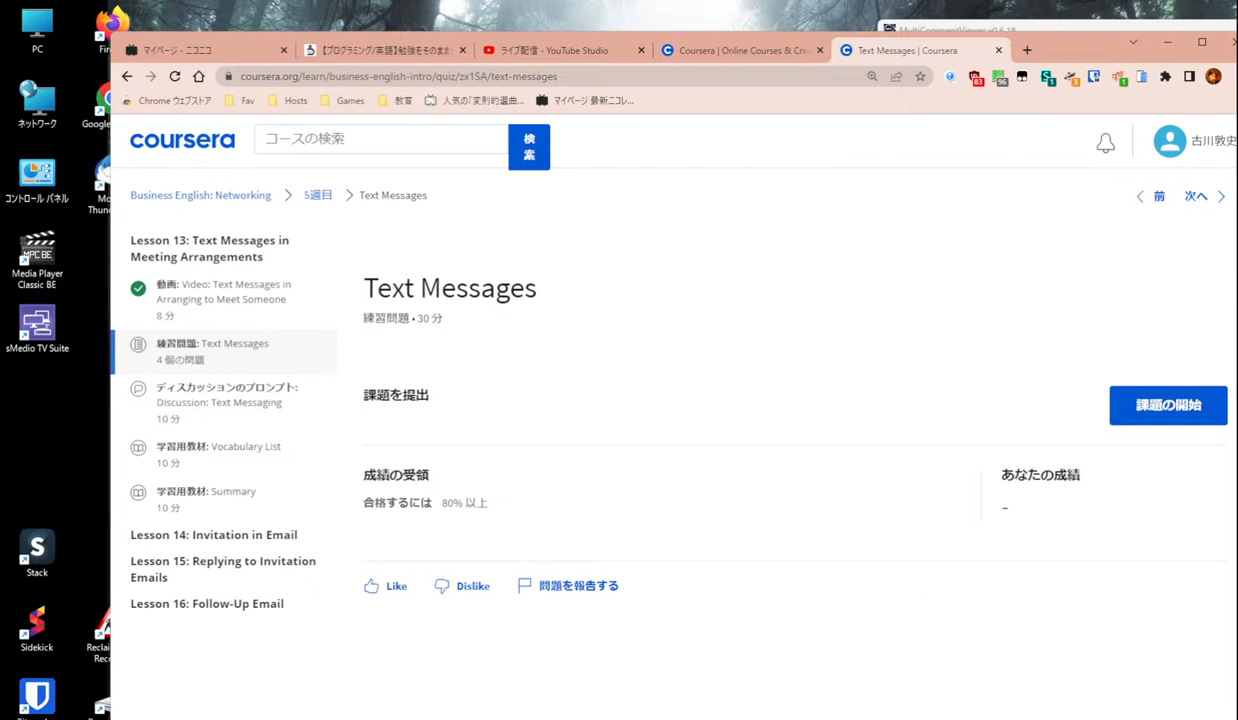 PC
ネットワーク
コントロール パネル
Media Player
Classic BE
sMedio TV Suite
Stack
Sidekick
MultiCommentViewer v0.6.18
マイページ - ニコニコ
【プログラミング/英語】勉強をそのまま
ライブ配信 - YouTube Studio
Coursera | Online Courses & Cre
Text Messages | Coursera
coursera.org/learn/business-english-intro/quiz/zx1SA/text-messages
Chrome ウェブストア
Fav
Hosts
Games
教育
人気の「変則的選曲...
マイページ 最新ニコレ...
coursera
コースの検索
検索
古川敦史
Business English: Networking
5週目
Text Messages
前
次へ
Lesson 13: Text Messages in
Meeting Arrangements
動画: Video: Text Messages in
Arranging to Meet Someone
8 分
練習問題: Text Messages
4 個の問題
ディスカッションのプロンプト:
Discussion: Text Messaging
10 分
学習用教材: Vocabulary List
10 分
学習用教材: Summary
10 分
Lesson 14: Invitation in Email
Lesson 15: Replying to Invitation
Emails
Lesson 16: Follow-Up Email
Text Messages
練習問題 • 30 分
課題を提出
課題の開始
成績の受領
合格するには 80% 以上
あなたの成績
–
Like
Dislike
問題を報告する